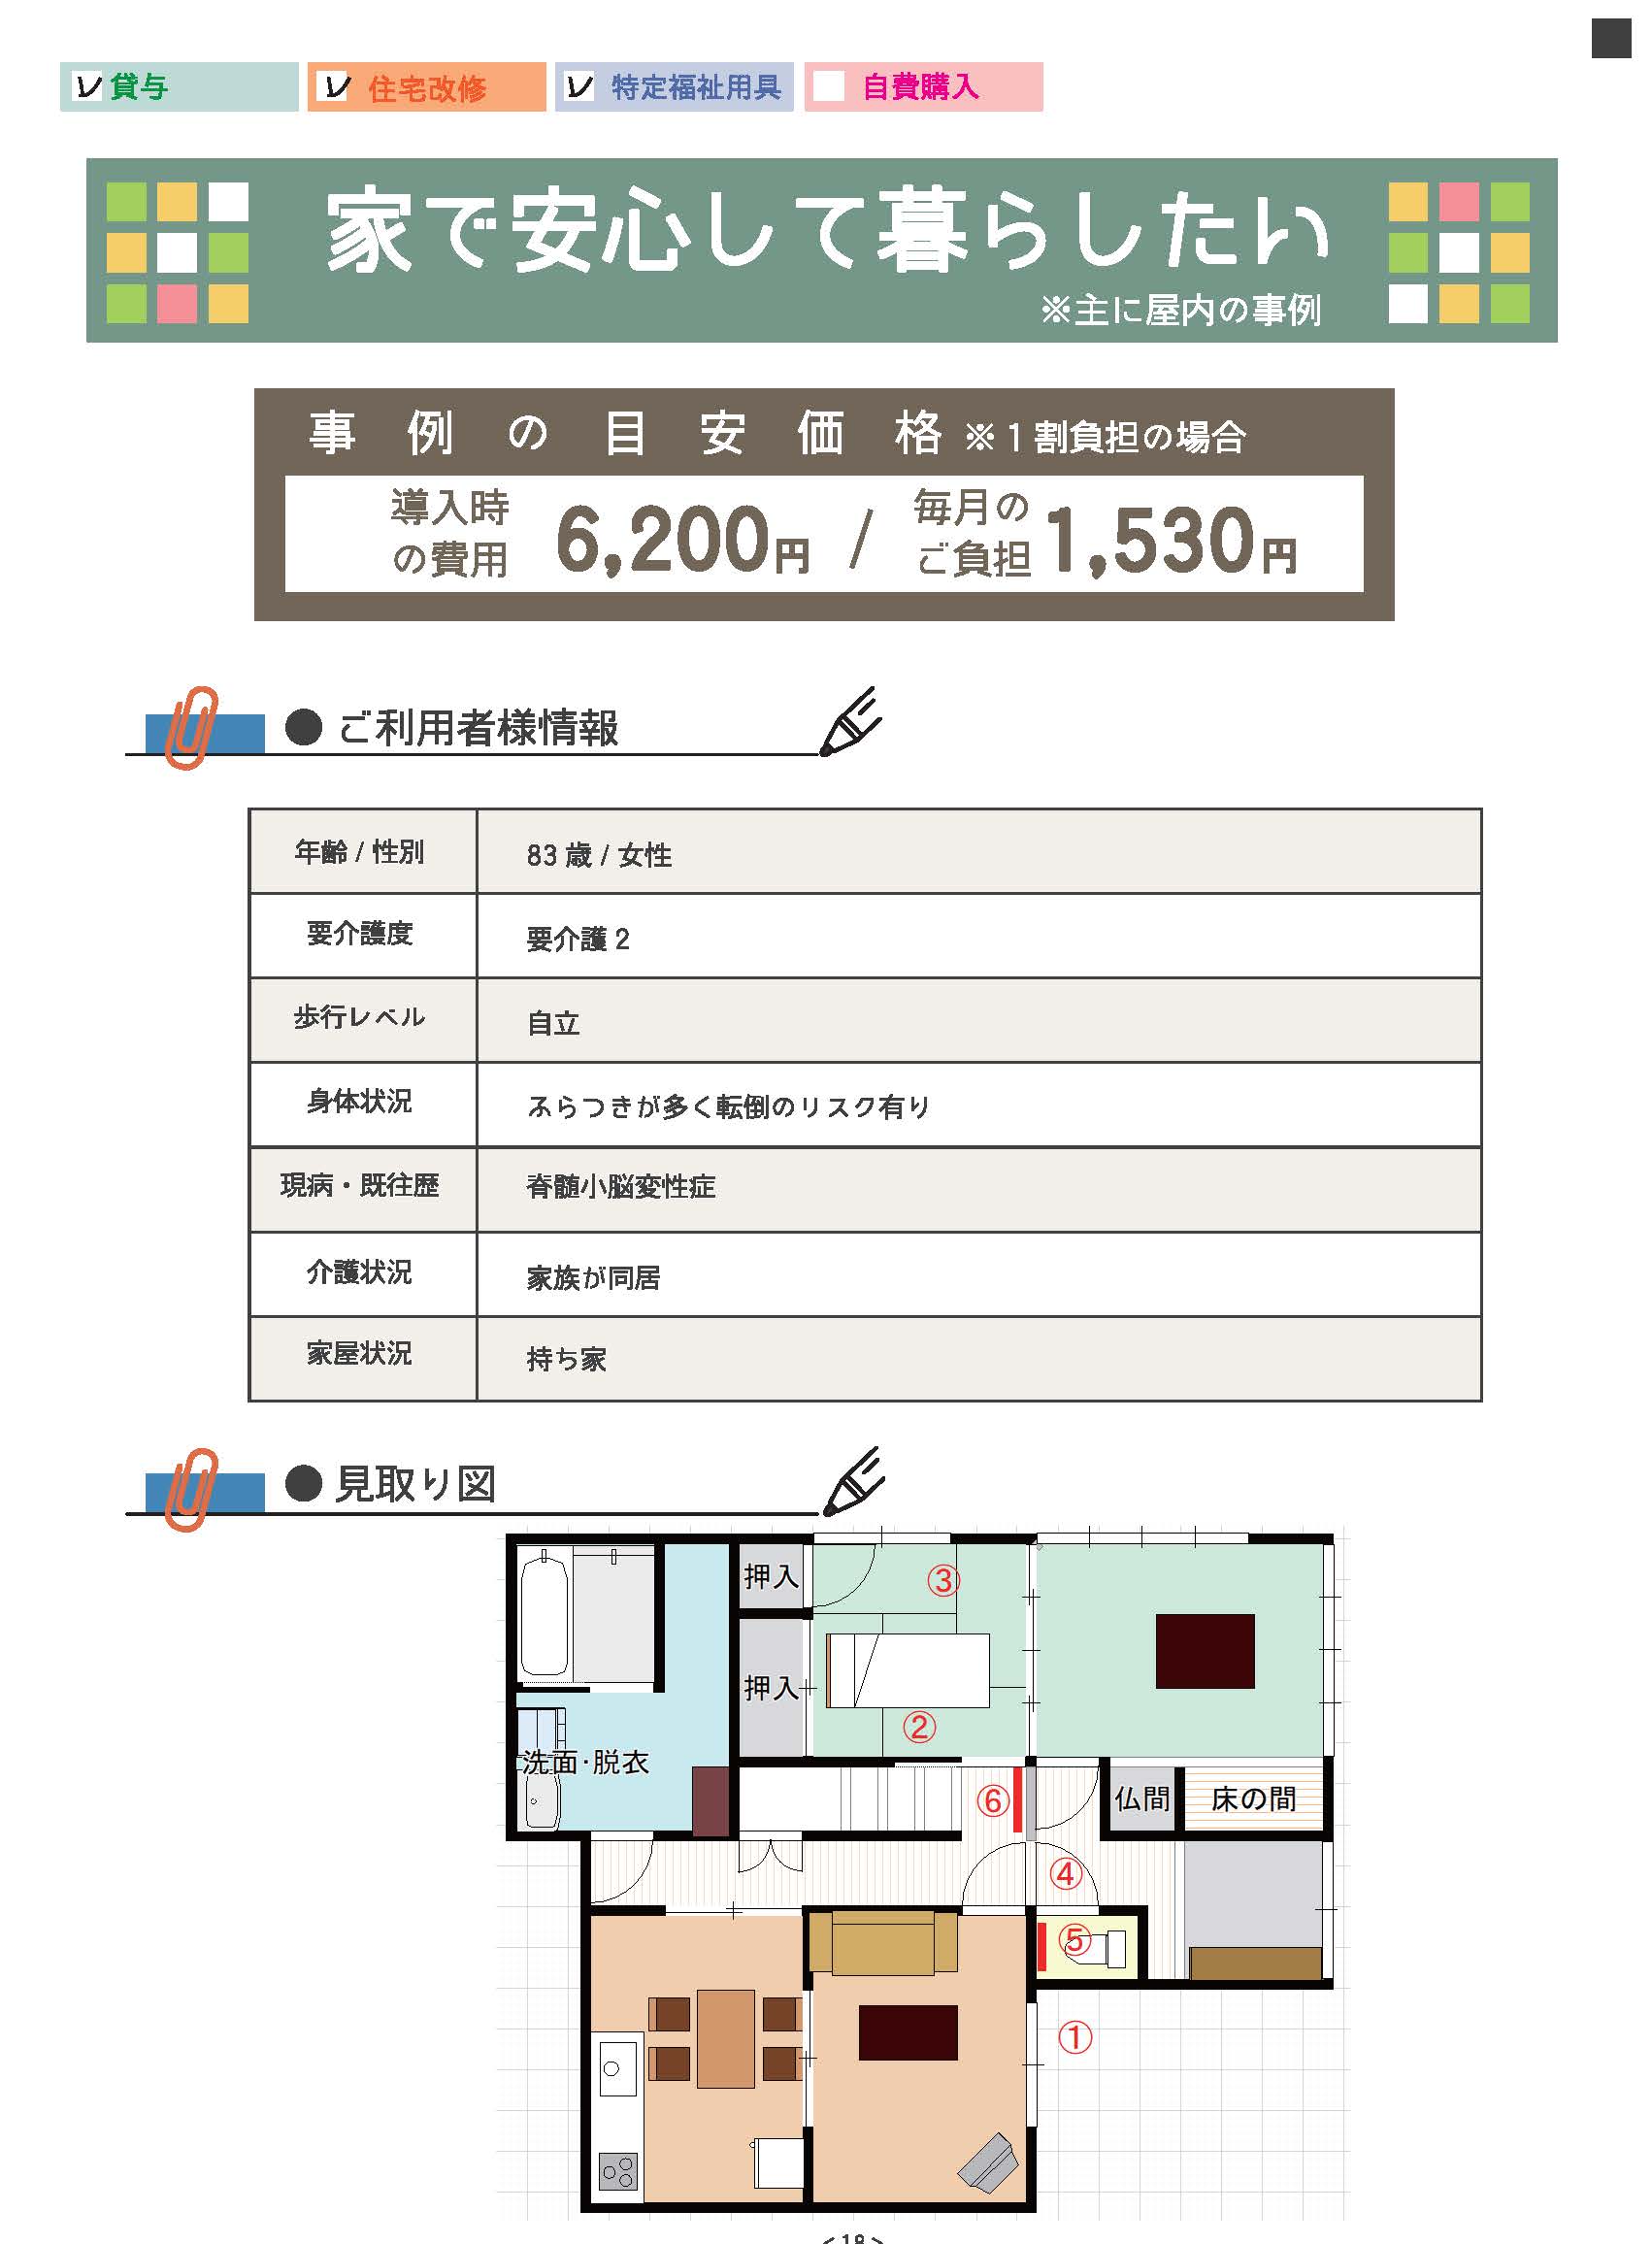 貸与 住宅改修 特定福祉用具 自費購入
家で安心して暮らしたい
※主に屋内の事例
事例の目安価格 ※1割負担の場合
導入時の費用 6,200円 / 毎月のご負担 1,530円
●ご利用者様情報
年齢 / 性別 83 歳 / 女性
要介護度 要介護 2
歩行レベル 自立
身体状況 ふらつきが多く転倒のリスク有り
現病・既往歴 脊髄小脳変性症
介護状況 家族が同居
家屋状況 持ち家
●見取り図
押入
③
押入
②
洗面・脱衣
⑥
仏間
床の間
④
⑤
①
<18>